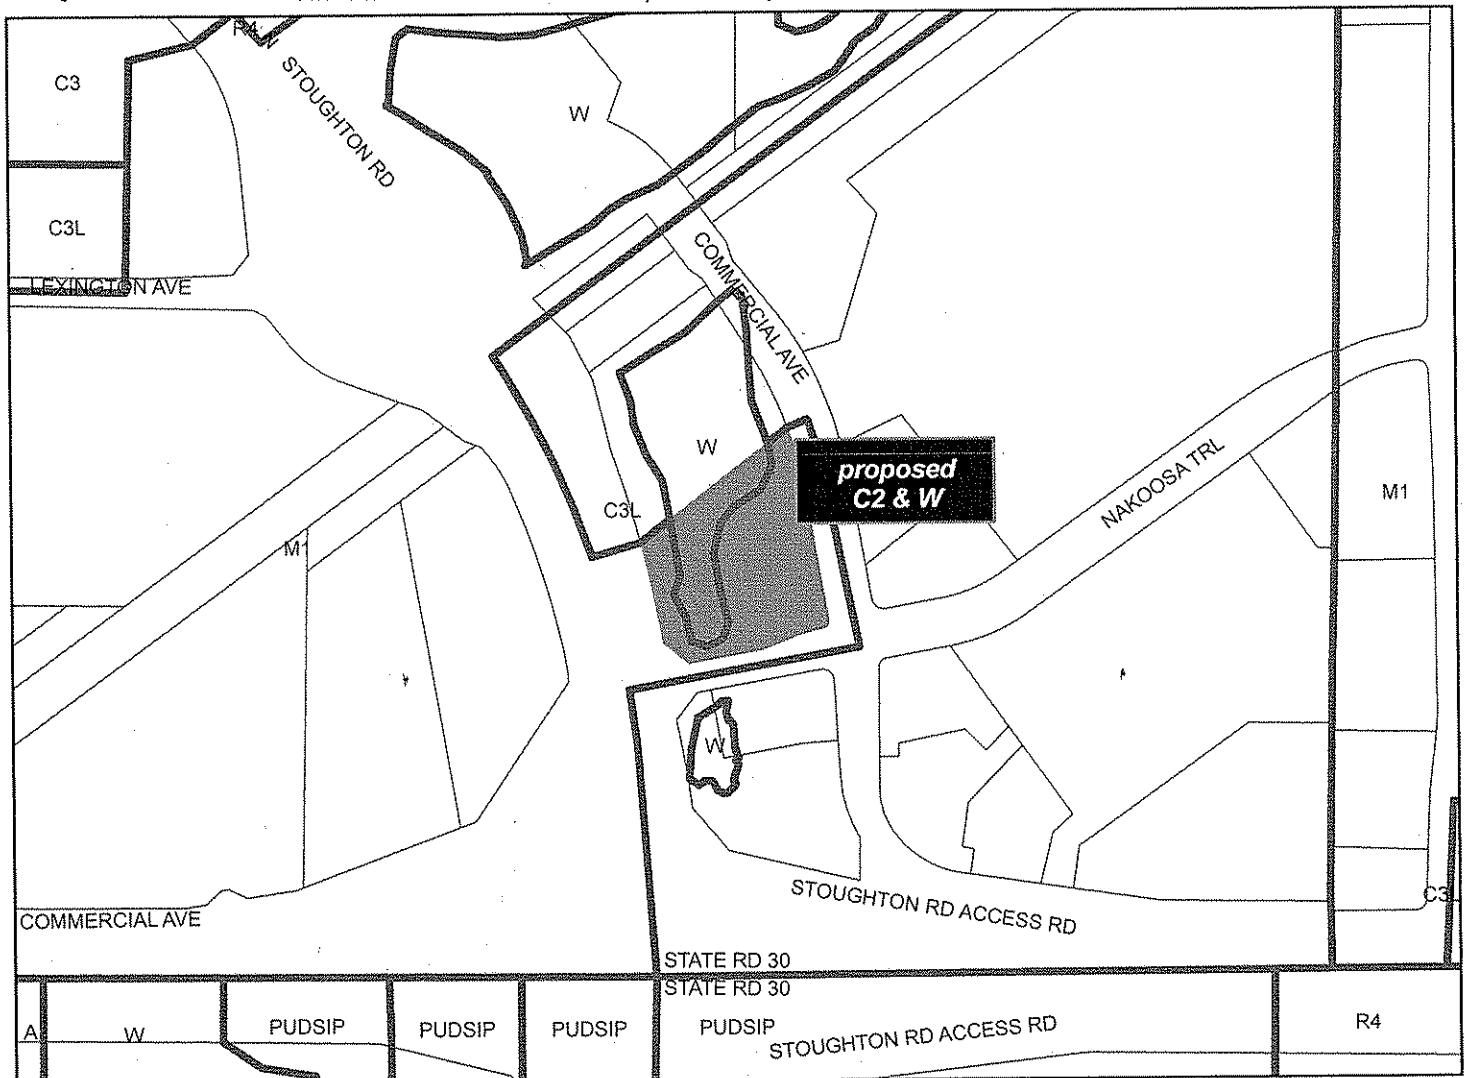 R4
C3
STOUGHTON RD
W
C3L
COMMERCIAL AVE
LEXINGTON AVE
W
proposed
C2 & W
NAKOOSA TRL
M1
C3L
M1
W
STOUGHTON RD ACCESS RD
COMMERCIAL AVE
STATE RD 30
STATE RD 30
A
W
PUDSIP
PUDSIP
PUDSIP
PUDSIP
STOUGHTON RD ACCESS RD
R4